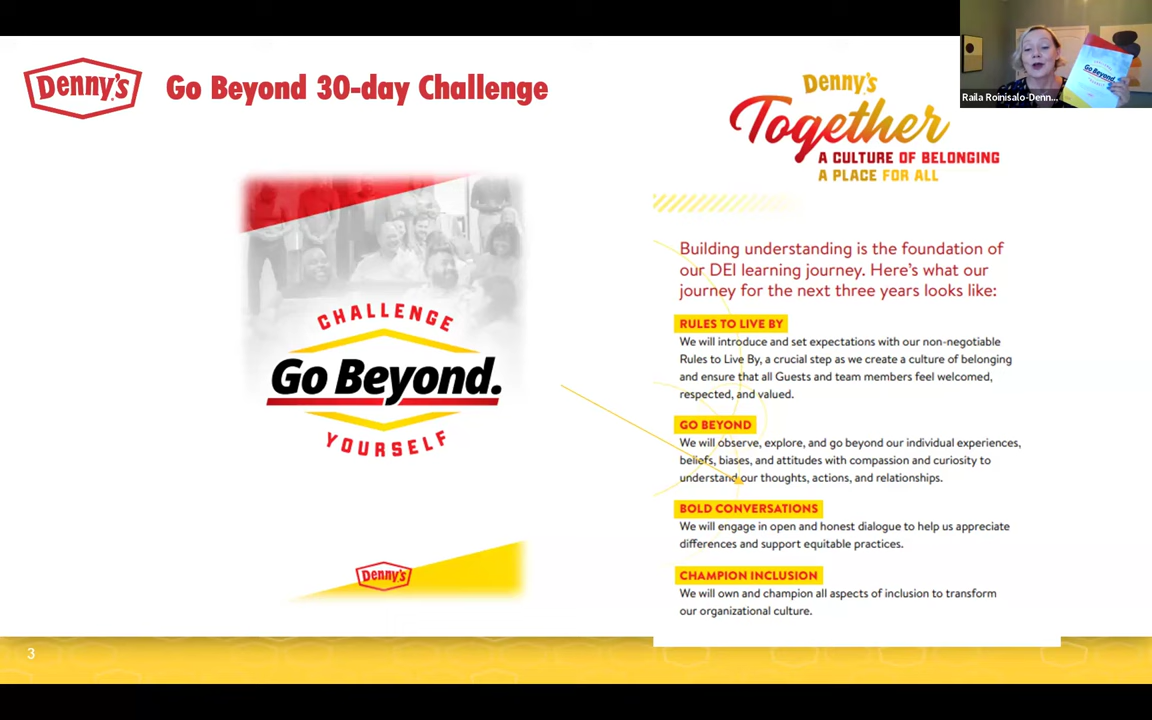 Denny's
Go Beyond 30-day Challenge
CHALLENGE
Go Beyond.
YOURSELF
Denny's
Denny's
Together
A CULTURE OF BELONGING
A PLACE FOR ALL
Building understanding is the foundation of
our DEI learning journey. Here's what our
journey for the next three years looks like:
RULES TO LIVE BY
We will introduce and set expectations with our non-negotiable
Rules to Live By, a crucial step as we create a culture of belonging
and ensure that all Guests and team members feel welcomed,
respected, and valued.
GO BEYOND
We will observe, explore, and go beyond our individual experiences,
beliefs, biases, and attitudes with compassion and curiosity to
understand our thoughts, actions, and relationships.
BOLD CONVERSATIONS
We will engage in open and honest dialogue to help us appreciate
differences and support equitable practices.
CHAMPION INCLUSION
We will own and champion all aspects of inclusion to transform
our organizational culture.
Go Beyond.
Raila Roinisalo-Denn...
3